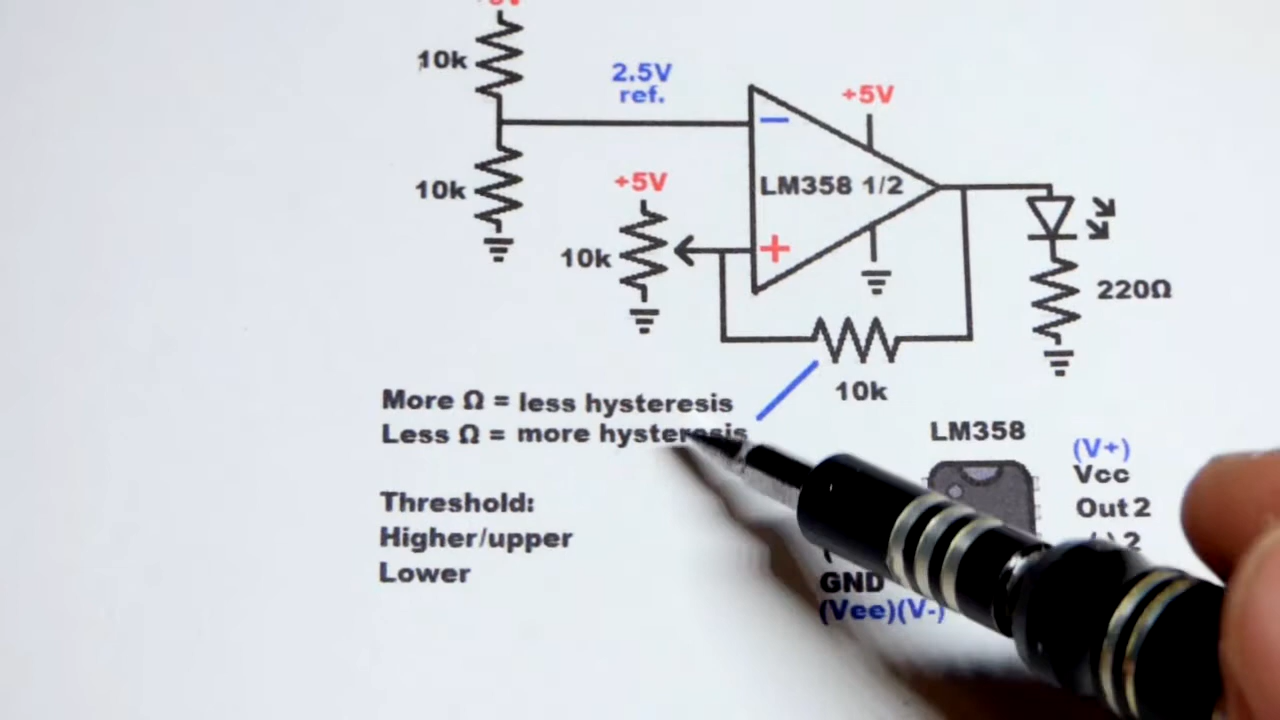 +5V
10k
2.5V
ref.
+5V
10k
+5V
10k
LM358 1/2
220Ω
10k
More Ω = less hysteresis
Less Ω = more hysteresis
LM358
(V+)
Vcc
Out 2
Threshold:
Higher/upper
Lower
GND
(Vee)(V-)